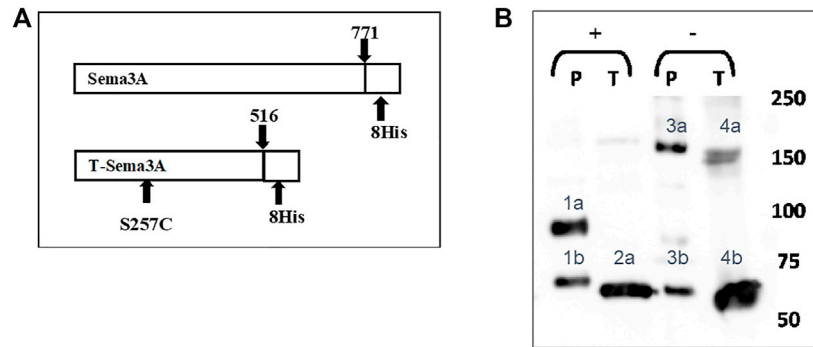 A
771
Sema3A
8His
516
T-Sema3A
8His
S257C
B
+ -
P T P T
250
3a 4a
150
1a
100
1b 2a 3b 4b
75
50